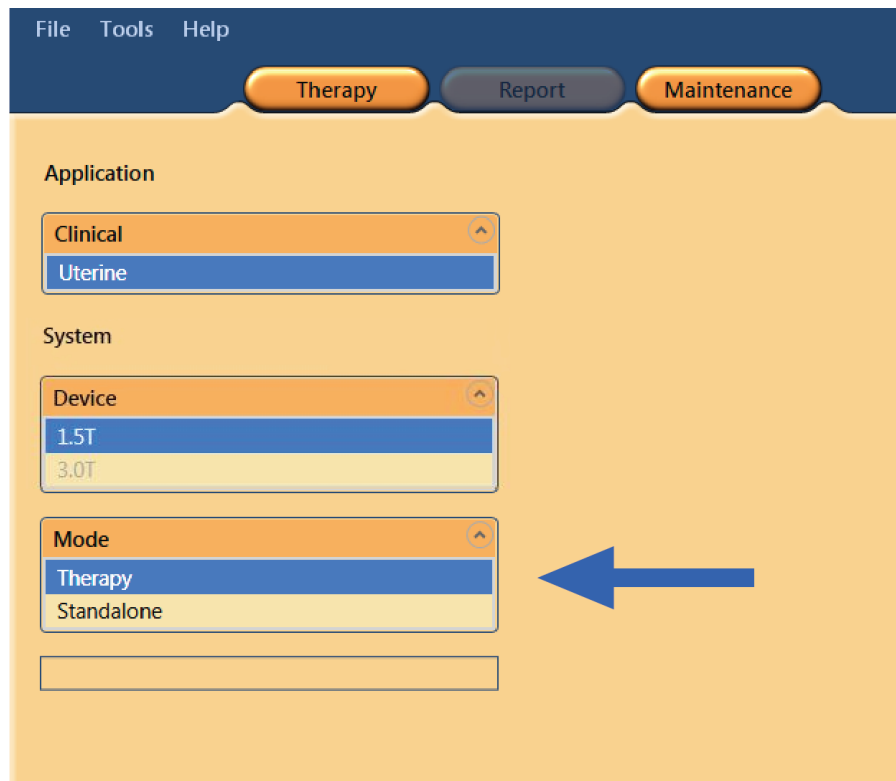 File Tools Help
Therapy Report Maintenance
Application
Clinical
Uterine
System
Device
1.5T
3.0T
Mode
Therapy
Standalone